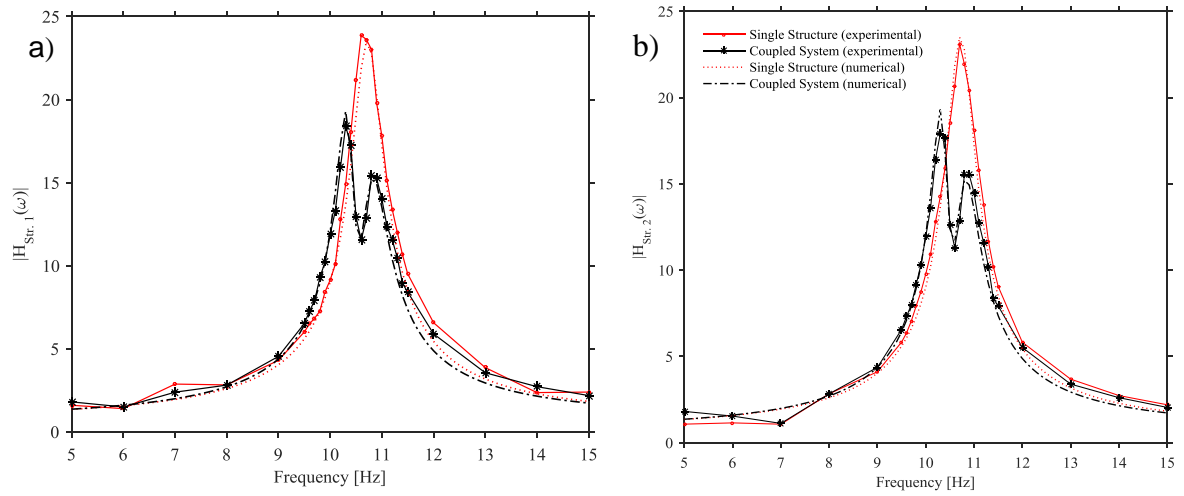 a)
25
20
15
10
5
0
|H_Str. 1(ω)|
5 6 7 8 9 10 11 12 13 14 15
Frequency [Hz]
b)
Single Structure (experimental)
Coupled System (experimental)
Single Structure (numerical)
Coupled System (numerical)
25
20
15
10
5
0
|H_Str. 2(ω)|
5 6 7 8 9 10 11 12 13 14 15
Frequency [Hz]